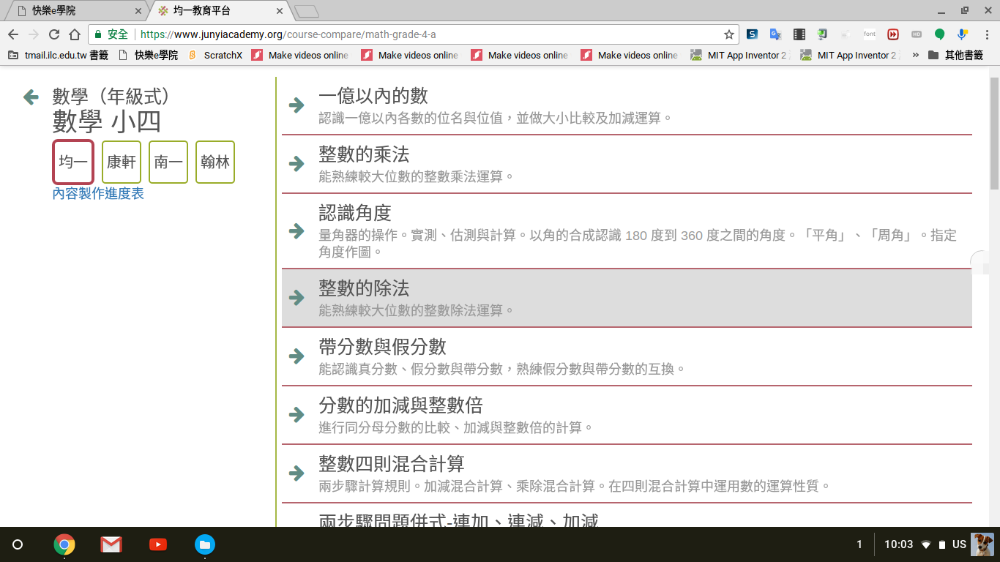 快樂e學院
均一教育平台
安全 https://www.junyiacademy.org/course-compare/math-grade-4-a
font
HD
tmail.ilc.edu.tw 書籤 快樂e學院 ScratchX Make videos online Make videos online Make videos online Make videos online MIT App Inventor 2 MIT App Inventor 2 » 其他書籤
數學（年級式）
數學 小四
均一 康軒 南一 翰林
內容製作進度表
一億以內的數
認識一億以內各數的位名與位值，並做大小比較及加減運算。
整數的乘法
能熟練較大位數的整數乘法運算。
認識角度
量角器的操作。實測、估測與計算。以角的合成認識 180 度到 360 度之間的角度。「平角」、「周角」。指定
角度作圖。
整數的除法
能熟練較大位數的整數除法運算。
帶分數與假分數
能認識真分數、假分數與帶分數，熟練假分數與帶分數的互換。
分數的加減與整數倍
進行同分母分數的比較、加減與整數倍的計算。
整數四則混合計算
兩步驟計算規則。加減混合計算、乘除混合計算。在四則混合計算中運用數的運算性質。
兩步驟問題併式-連加、連減、加減
1 10:03 US